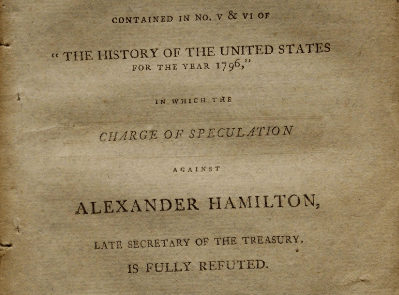 CONTAINED IN NO. V & VI OF
"THE HISTORY OF THE UNITED STATES
FOR THE YEAR 1796,"
IN WHICH THE
CHARGE OF SPECULATION
AGAINST
ALEXANDER HAMILTON,
LATE SECRETARY OF THE TREASURY,
IS FULLY REFUTED.